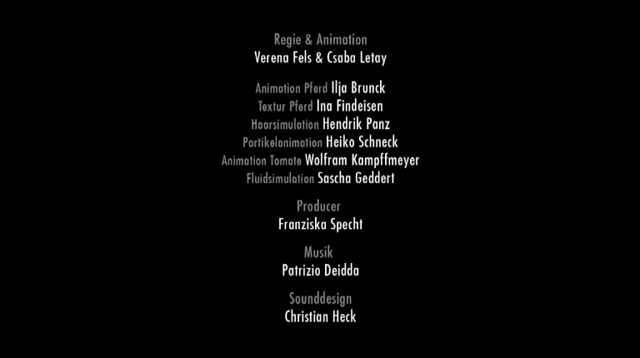 Regie & Animation
Verena Fels & Csaba Letay
Animation Pferd Ilja Brunck
Textur Pferd Ina Findeisen
Haarsimulation Hendrik Panz
Partikelanimation Heiko Schneck
Animation Tomate Wolfram Kampffmeyer
Fluidsimulation Sascha Geddert
Producer
Franziska Specht
Musik
Patrizio Deidda
Sounddesign
Christian Heck